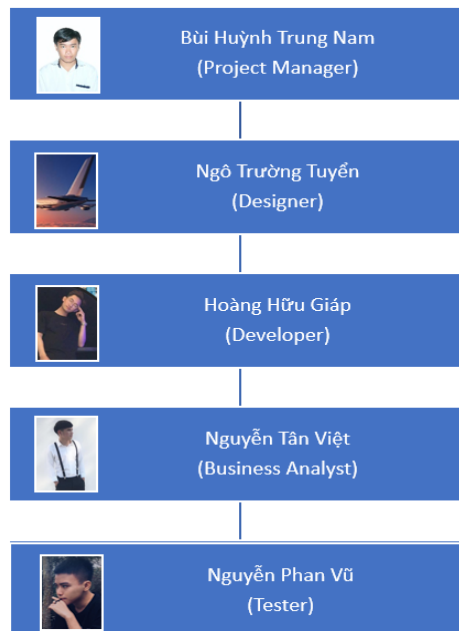 Bùi Huỳnh Trung Nam
(Project Manager)
Ngô Trường Tuyển
(Designer)
Hoàng Hữu Giáp
(Developer)
Nguyễn Tân Việt
(Business Analyst)
Nguyễn Phan Vũ
(Tester)